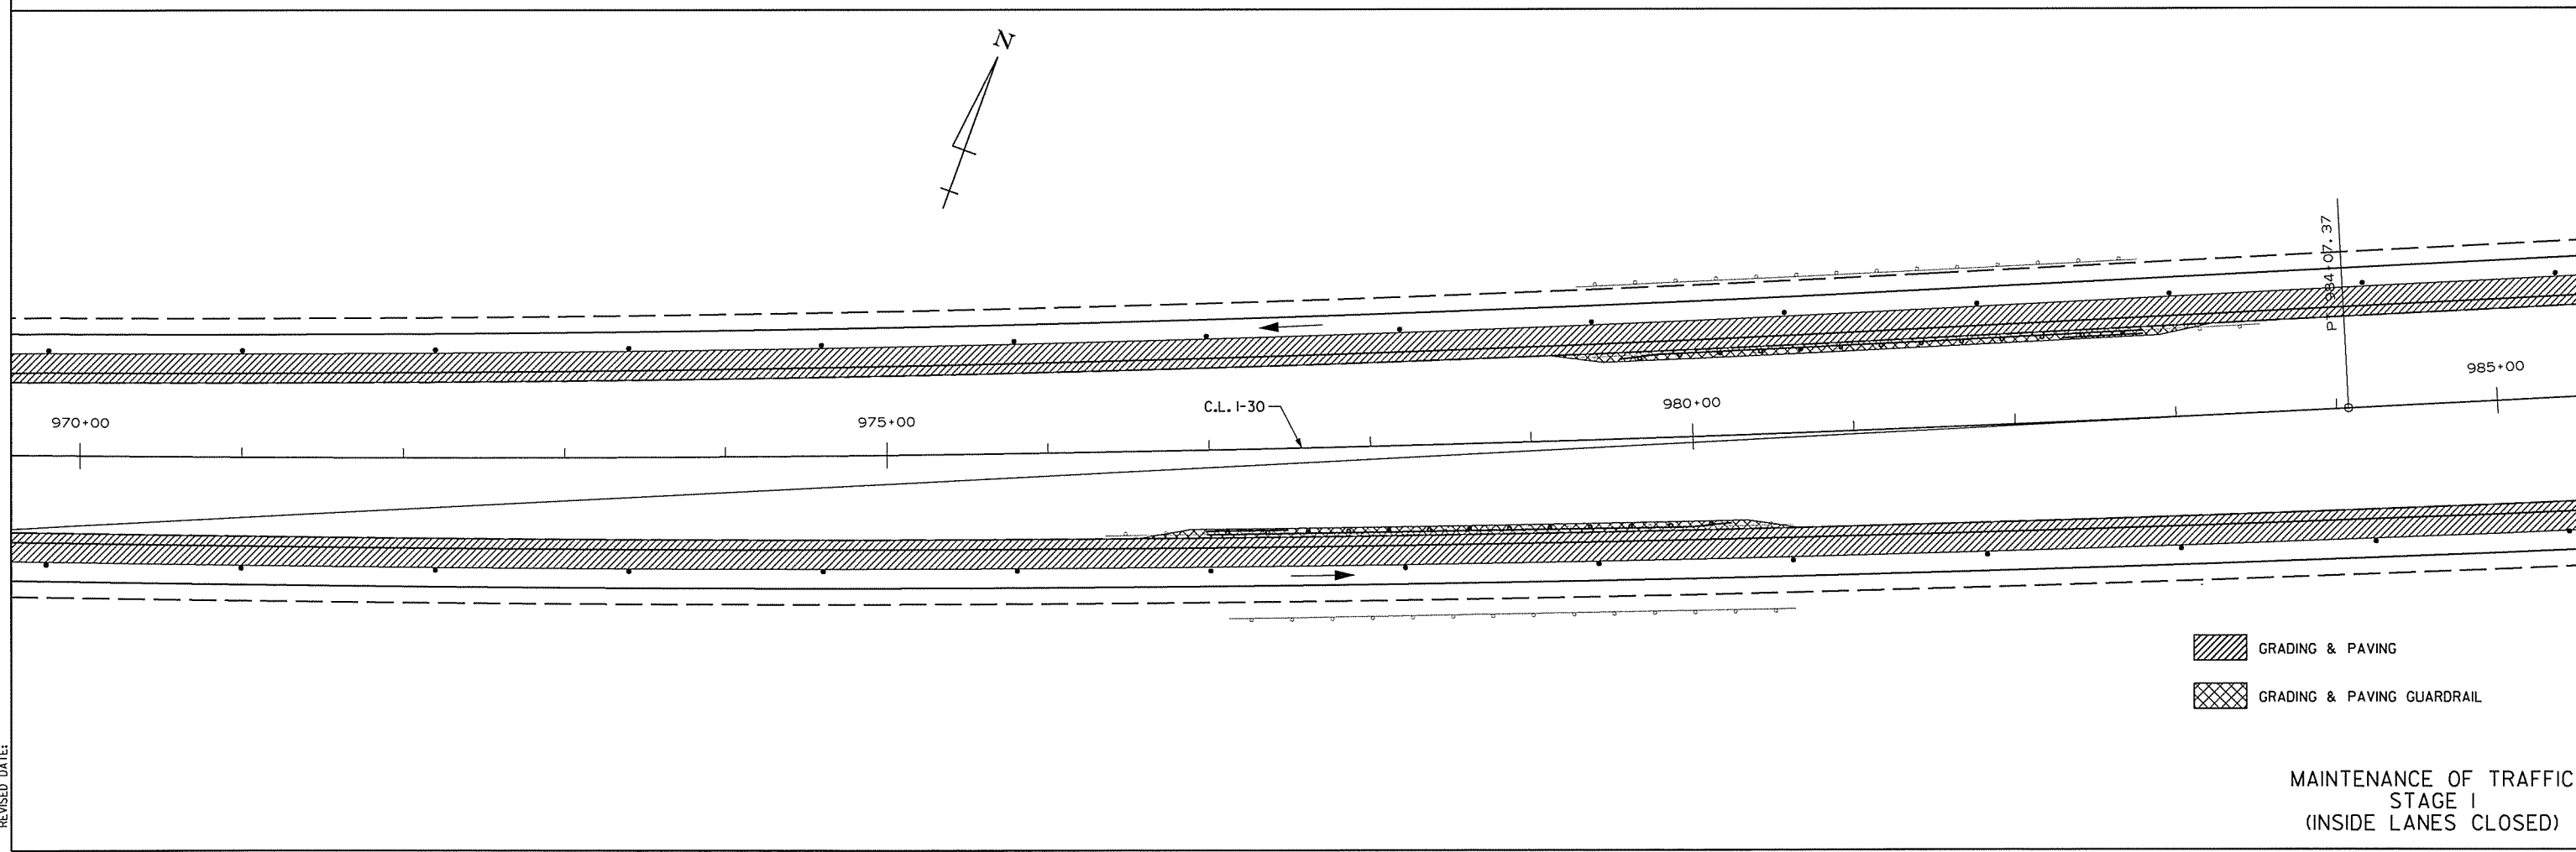 N
PT 984+07.37
985+00
980+00
C.L. I-30
970+00
975+00
GRADING & PAVING
GRADING & PAVING GUARDRAIL
REVISED DATE:
MAINTENANCE OF TRAFFIC
STAGE I
(INSIDE LANES CLOSED)